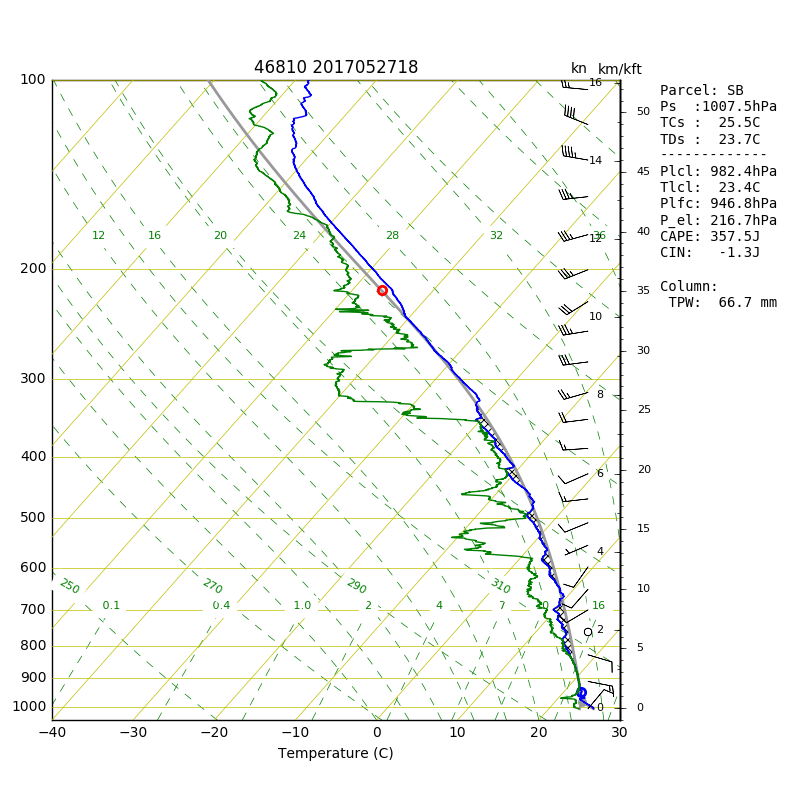 46810 2017052718
kn km/kft
100
200
300
400
500
600
700
800
900
1000
−40 −30 −20 −10 0 10 20 30
Temperature (C)
12 16 20 24 28 32 36
250 270 290 310
0.1 0.4 1.0 2 4 7 16
16
14
12
10
8
6
4
2
0
50
45
40
35
30
25
20
15
10
5
0
Parcel: SB
Ps  :1007.5hPa
TCs :  25.5C
TDs :  23.7C
-------------
Plcl: 982.4hPa
Tlcl:  23.4C
Plfc: 946.8hPa
P_el: 216.7hPa
CAPE: 357.5J
CIN:   -1.3J
Column:
TPW:  66.7 mm